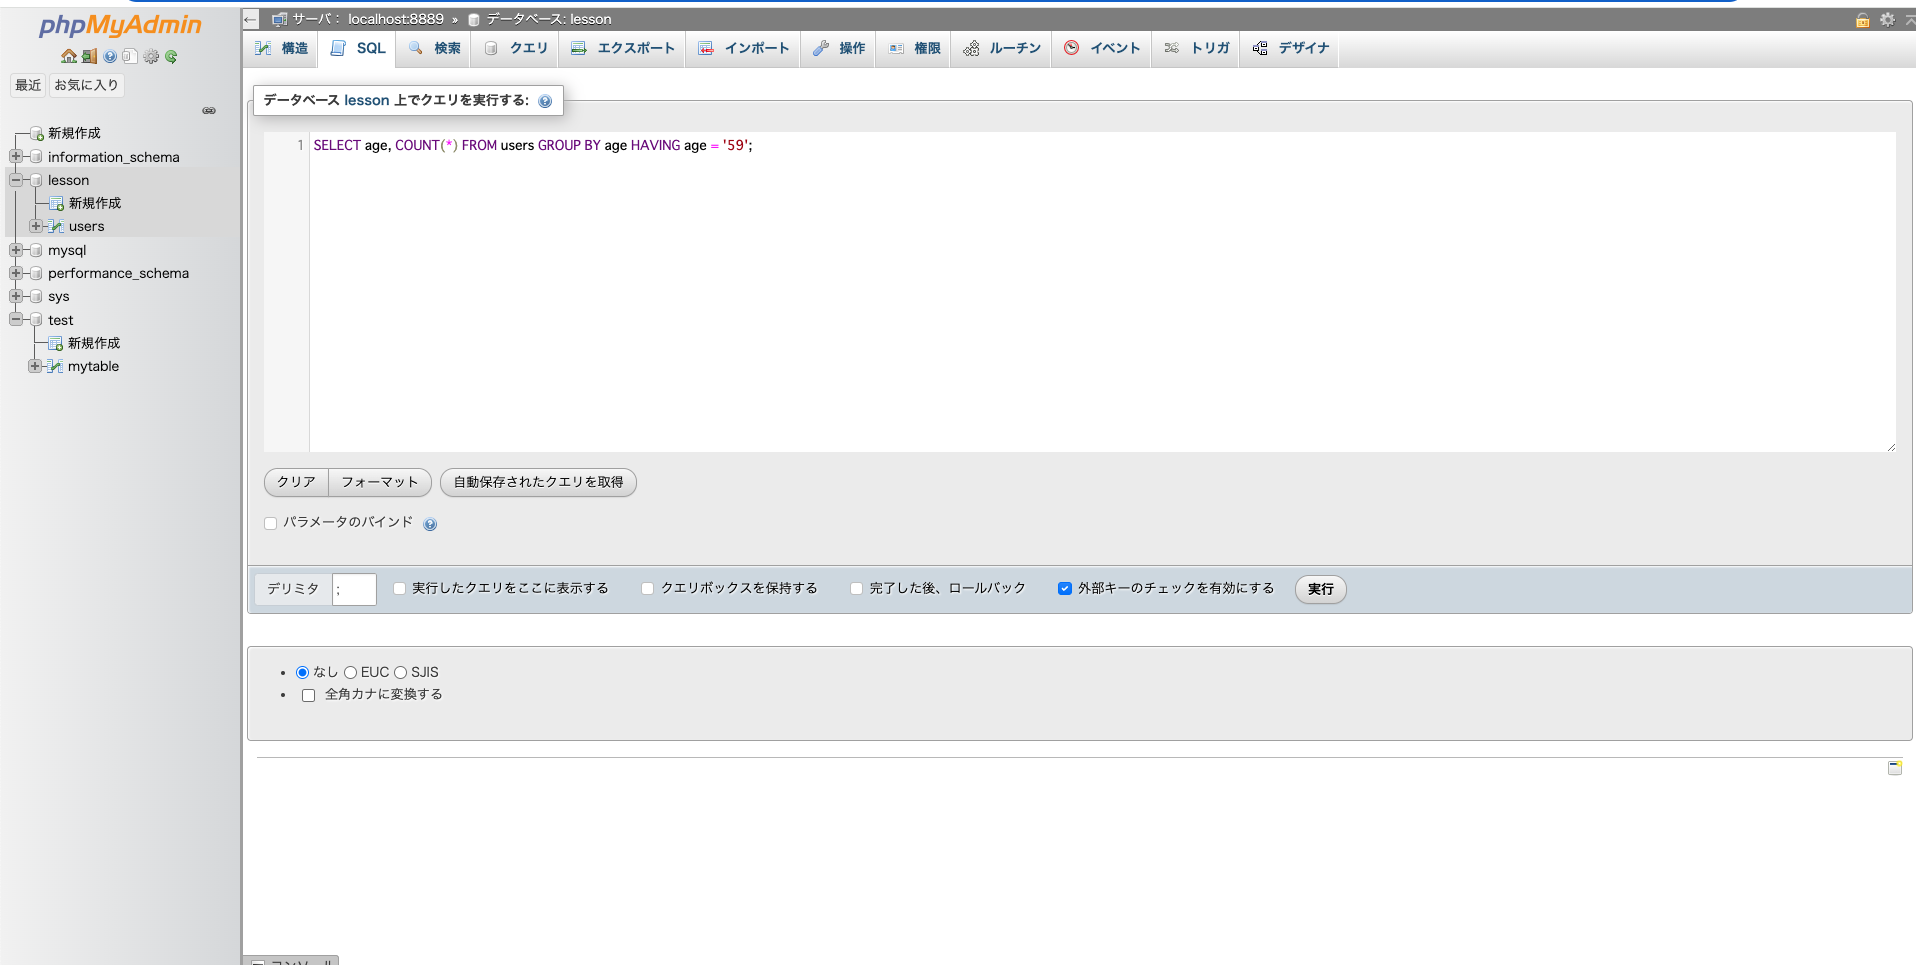 phpMyAdmin
最近 お気に入り
新規作成
information_schema
lesson
新規作成
users
mysql
performance_schema
sys
test
新規作成
mytable
サーバ: localhost:8889 » データベース: lesson
構造 SQL 検索 クエリ エクスポート インポート 操作 権限 ルーチン イベント トリガ デザイナ
データベース lesson 上でクエリを実行する:
1 SELECT age, COUNT(*) FROM users GROUP BY age HAVING age = '59';
クリア フォーマット 自動保存されたクエリを取得
パラメータのバインド
デリミタ ; 実行したクエリをここに表示する クエリボックスを保持する 完了した後、ロールバック 外部キーのチェックを有効にする 実行
なし EUC SJIS
全角カナに変換する
コンソール